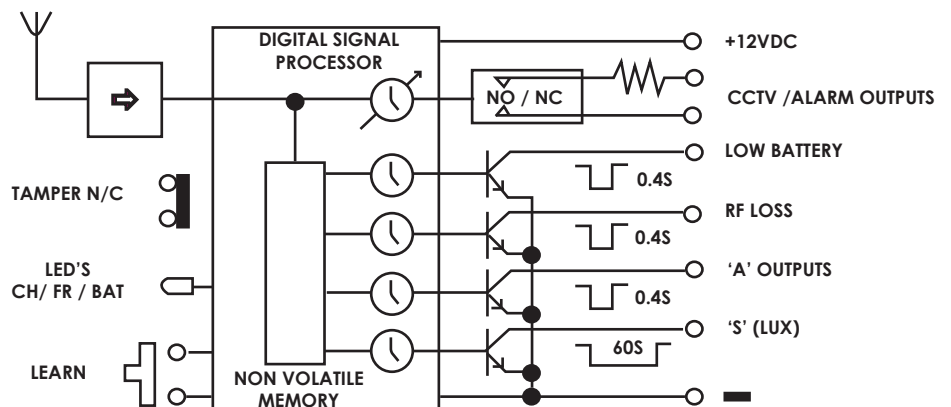 DIGITAL SIGNAL
PROCESSOR
+12VDC
NO / NC
CCTV /ALARM OUTPUTS
LOW BATTERY
0.4S
TAMPER N/C
RF LOSS
0.4S
LED'S
CH/ FR / BAT
‘A’ OUTPUTS
0.4S
‘S’ (LUX)
60S
LEARN
NON VOLATILE
MEMORY